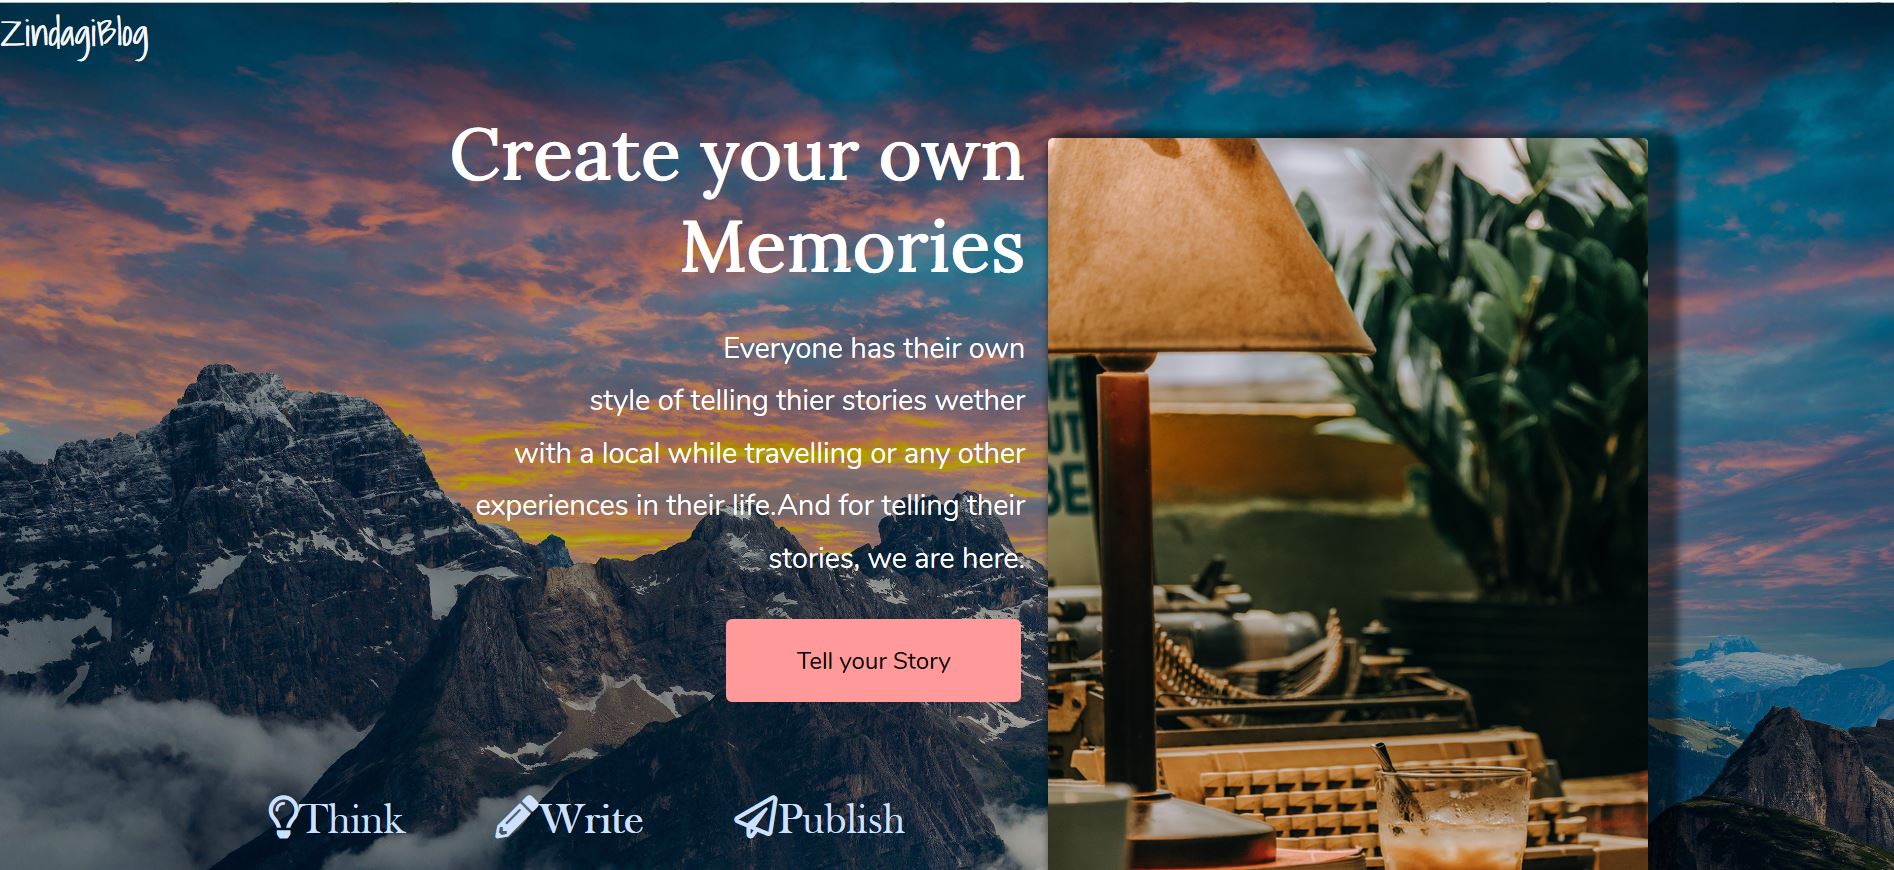 ZindagiBlog
Create your own
Memories
Everyone has their own
style of telling thier stories wether
with a local while travelling or any other
experiences in their life.And for telling their
stories, we are here.
Tell your Story
Think Write Publish